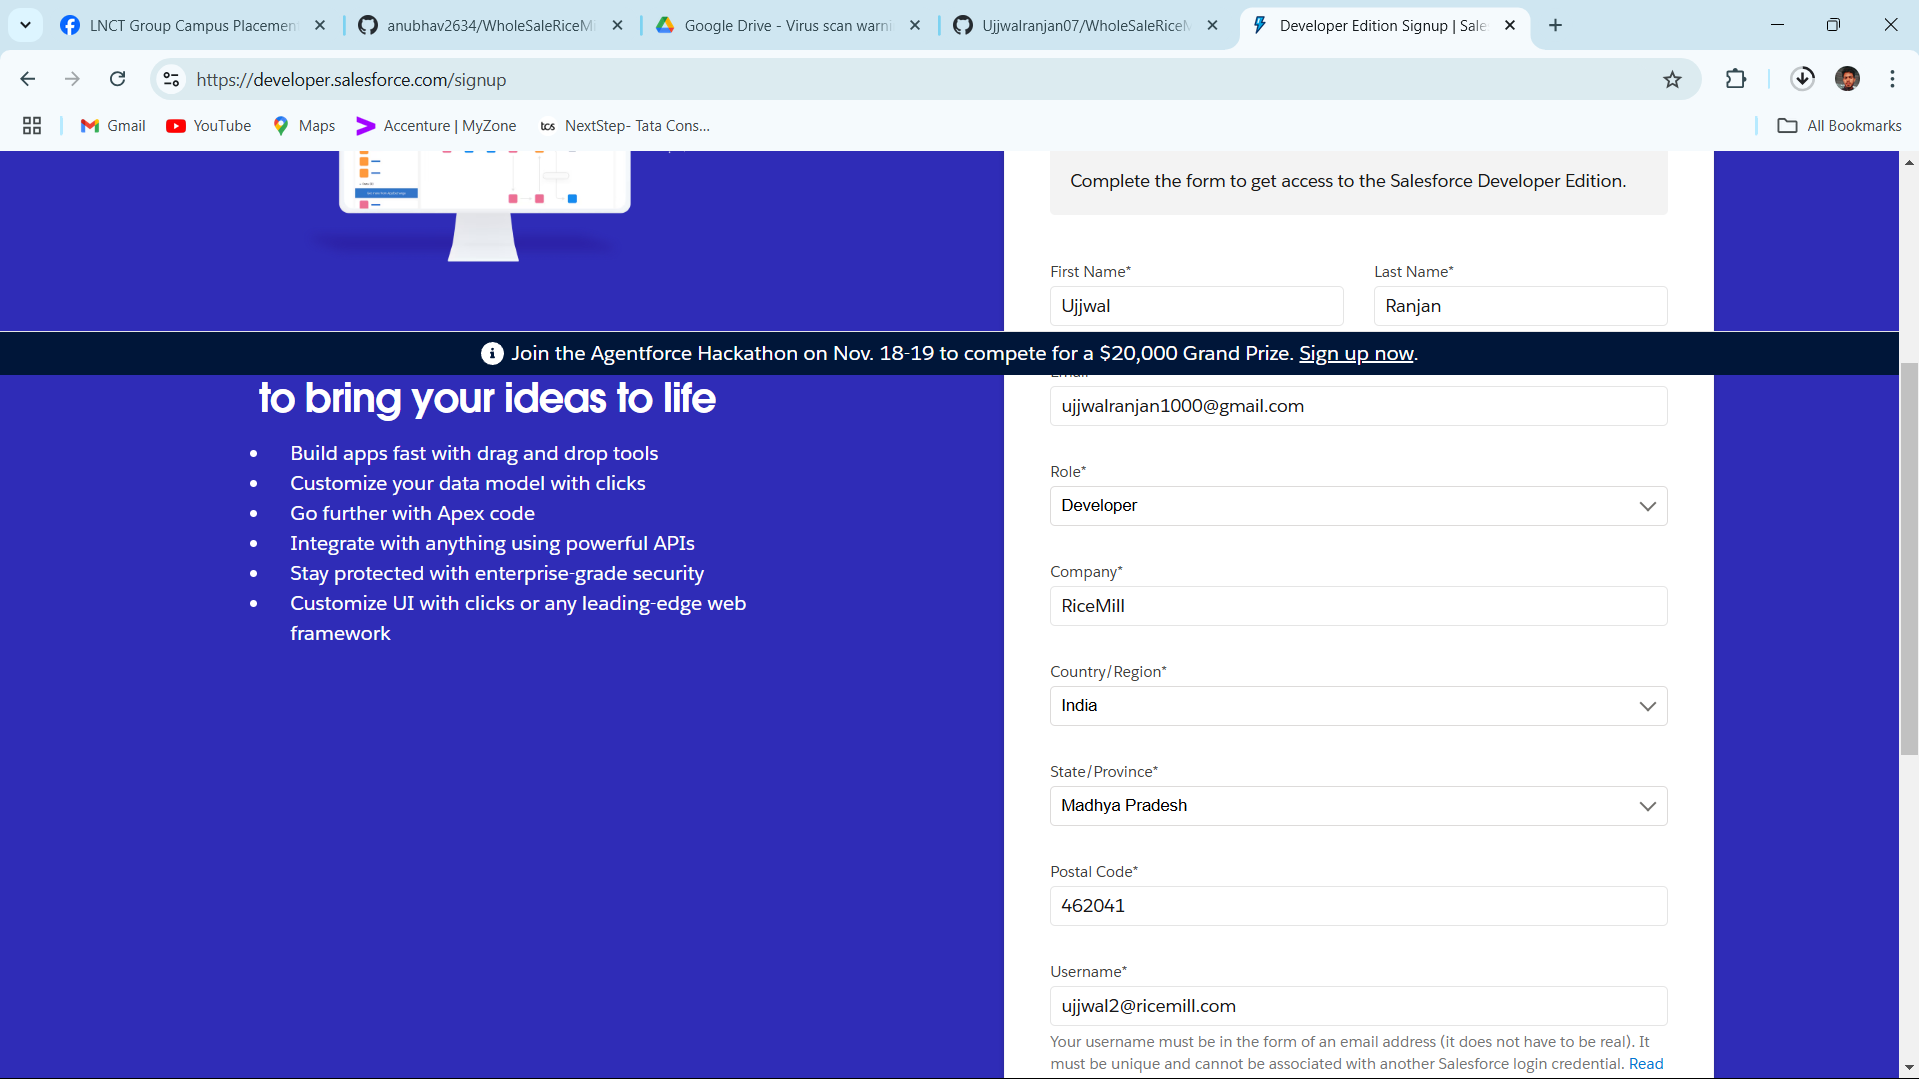 LNCT Group Campus Placemen
anubhav2634/WholeSaleRiceMi
Google Drive - Virus scan warni
Ujjwalranjan07/WholeSaleRiceM
Developer Edition Signup | Sale
https://developer.salesforce.com/signup
Gmail
YouTube
Maps
Accenture | MyZone
tcs NextStep- Tata Cons...
All Bookmarks
Complete the form to get access to the Salesforce Developer Edition.
First Name*
Last Name*
Ujjwal
Ranjan
Join the Agentforce Hackathon on Nov. 18-19 to compete for a $20,000 Grand Prize. Sign up now.
Email
to bring your ideas to life
ujjwalranjan1000@gmail.com
• Build apps fast with drag and drop tools
• Customize your data model with clicks
• Go further with Apex code
• Integrate with anything using powerful APIs
• Stay protected with enterprise-grade security
• Customize UI with clicks or any leading-edge web
framework
Role*
Developer
Company*
RiceMill
Country/Region*
India
State/Province*
Madhya Pradesh
Postal Code*
462041
Username*
ujjwal2@ricemill.com
Your username must be in the form of an email address (it does not have to be real). It
must be unique and cannot be associated with another Salesforce login credential. Read